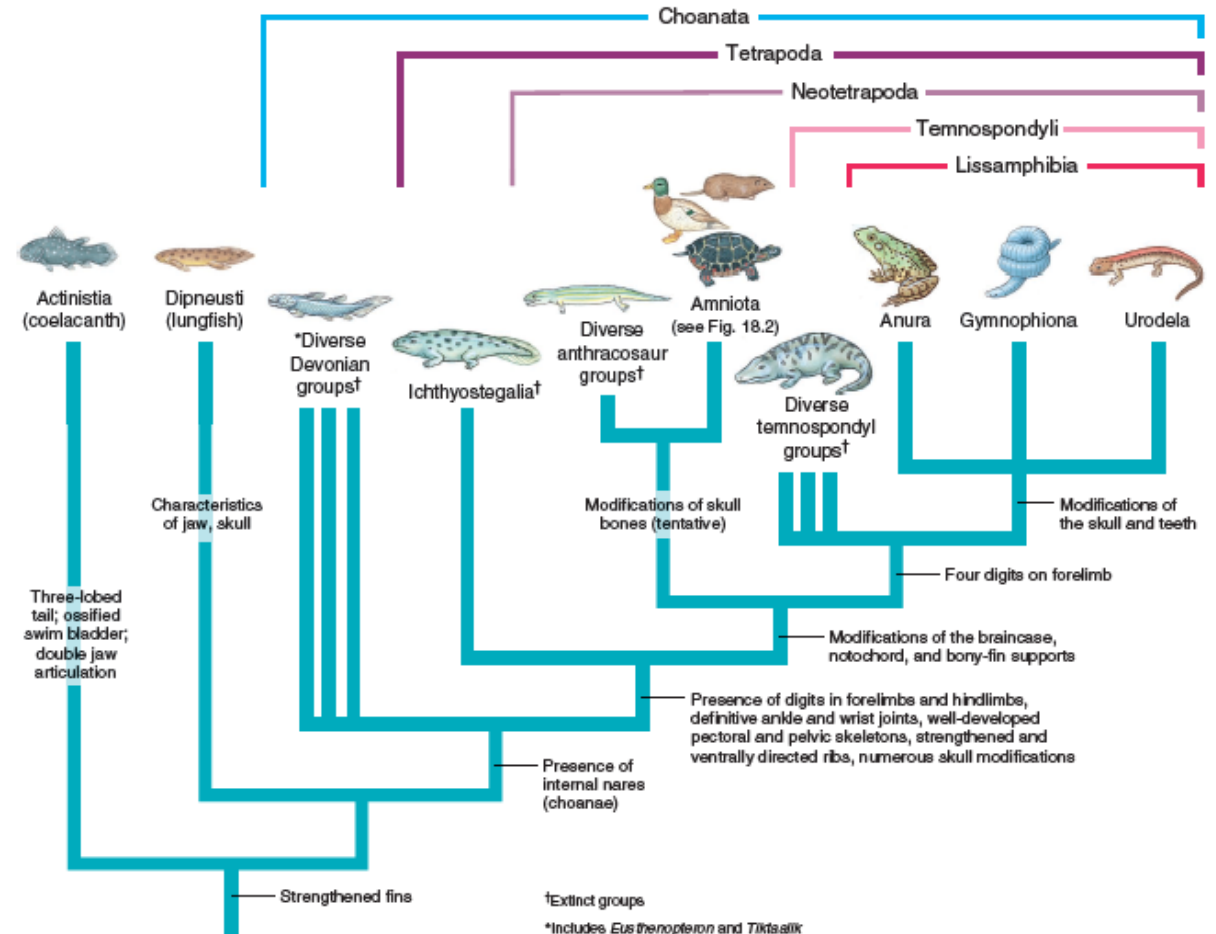 Choanata
Tetrapoda
Neotetrapoda
Temnospondyli
Lissamphibia
Actinistia
(coelacanth)
Dipneusti
(lungfish)
*Diverse
Devonian
groups†
Ichthyostegalia†
Diverse
anthracosaur
groups†
Amniota
(see Fig. 18.2)
Diverse
temnospondyl
groups†
Anura
Gymnophiona
Urodela
Characteristics
of jaw, skull
Modifications of skull
bones (tentative)
Modifications of
the skull and teeth
Four digits on forelimb
Three-lobed
tail; ossified
swim bladder;
double jaw
articulation
Modifications of the braincase,
notochord, and bony-fin supports
Presence of digits in forelimbs and hindlimbs,
definitive ankle and wrist joints, well-developed
pectoral and pelvic skeletons, strengthened and
ventrally directed ribs, numerous skull modifications
Presence of
internal nares
(choanae)
Strengthened fins
†Extinct groups
*Includes Eusthenopteron and Tiktaalik